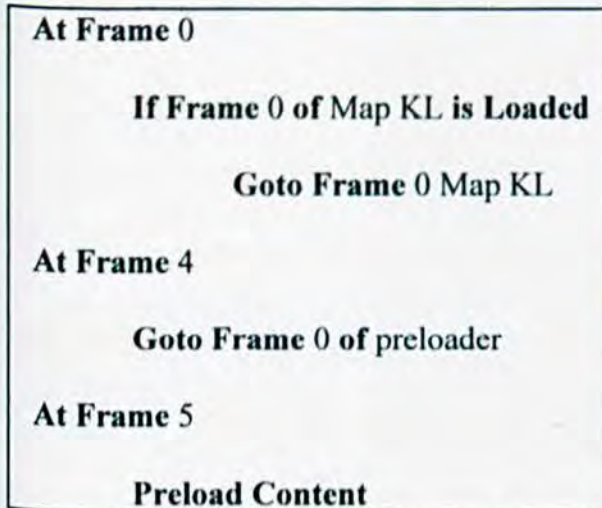 At Frame 0
If Frame 0 of Map KL is Loaded
Goto Frame 0 Map KL
At Frame 4
Goto Frame 0 of preloader
At Frame 5
Preload Content